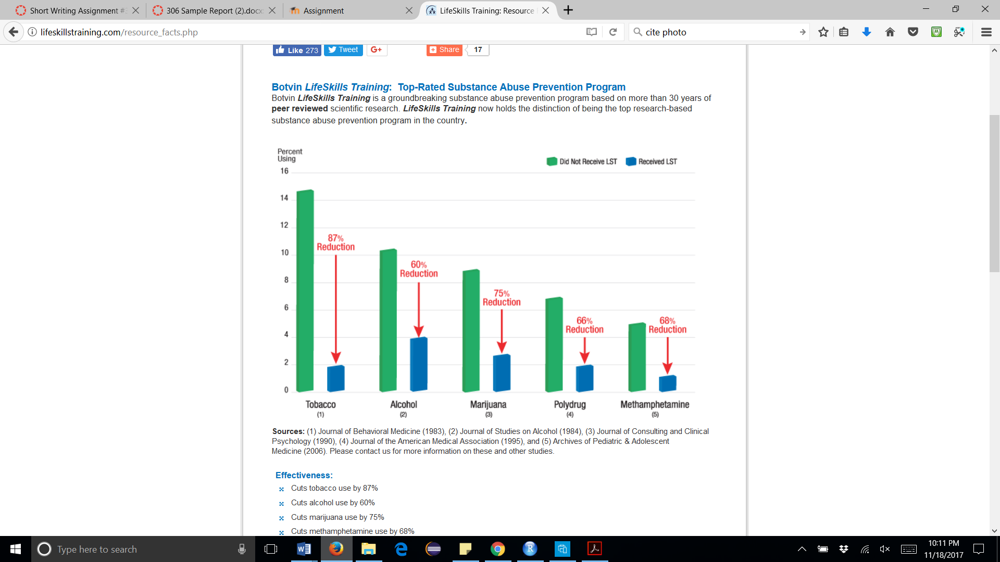 Short Writing Assignment #
306 Sample Report (2).docx
Assignment
LifeSkills Training: Resource
lifeskillstraining.com/resource_facts.php
cite photo
Like 273
Tweet
G+
Share
17
Botvin LifeSkills Training: Top-Rated Substance Abuse Prevention Program
Botvin LifeSkills Training is a groundbreaking substance abuse prevention program based on more than 30 years of
peer reviewed scientific research. LifeSkills Training now holds the distinction of being the top research-based
substance abuse prevention program in the country.
Percent
Using
Did Not Receive LST
Received LST
16
14
12
10
8
6
4
2
0
87%
Reduction
60%
Reduction
75%
Reduction
66%
Reduction
68%
Reduction
Tobacco
(1)
Alcohol
(2)
Marijuana
(3)
Polydrug
(4)
Methamphetamine
(5)
Sources: (1) Journal of Behavioral Medicine (1983), (2) Journal of Studies on Alcohol (1984), (3) Journal of Consulting and Clinical
Psychology (1990), (4) Journal of the American Medical Association (1995), and (5) Archives of Pediatric & Adolescent
Medicine (2006). Please contact us for more information on these and other studies.
Effectiveness:
Cuts tobacco use by 87%
Cuts alcohol use by 60%
Cuts marijuana use by 75%
Cuts methamphetamine use by 68%
Type here to search
10:11 PM
11/18/2017